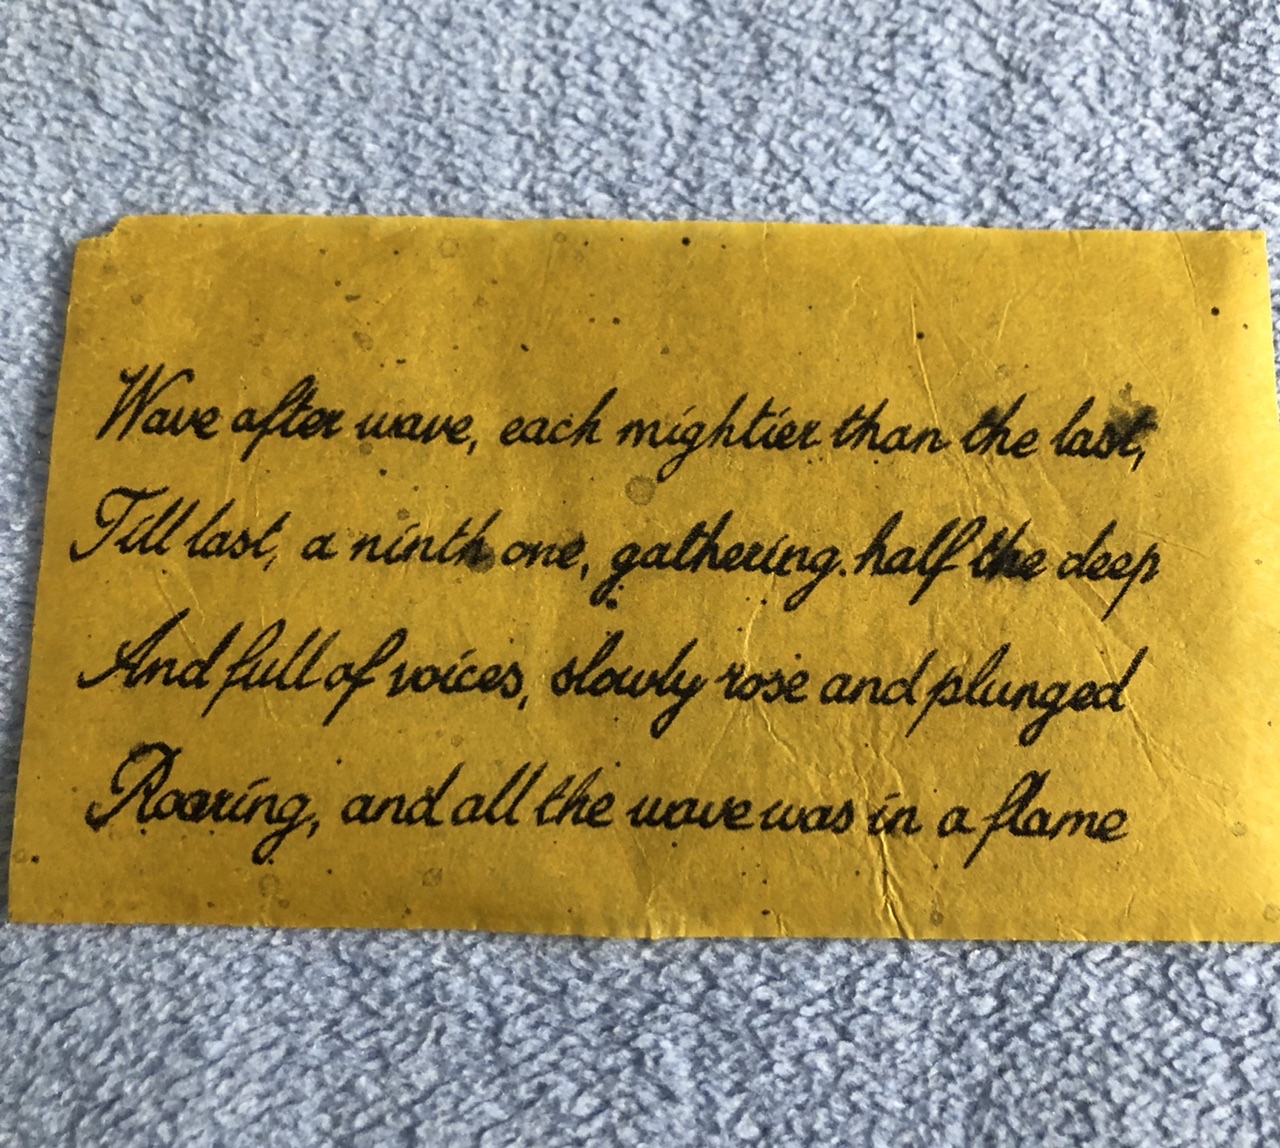 Wave after wave, each mightier than the last,
Till last, a ninth one, gathering half the deep
And full of voices, slowly rose and plunged
Roaring, and all the wave was in a flame